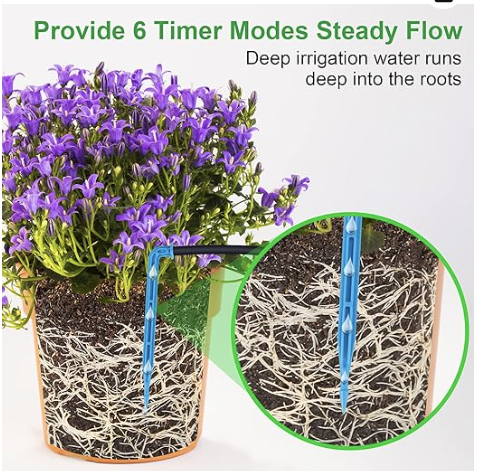 Provide 6 Timer Modes Steady Flow
Deep irrigation water runs
deep into the roots